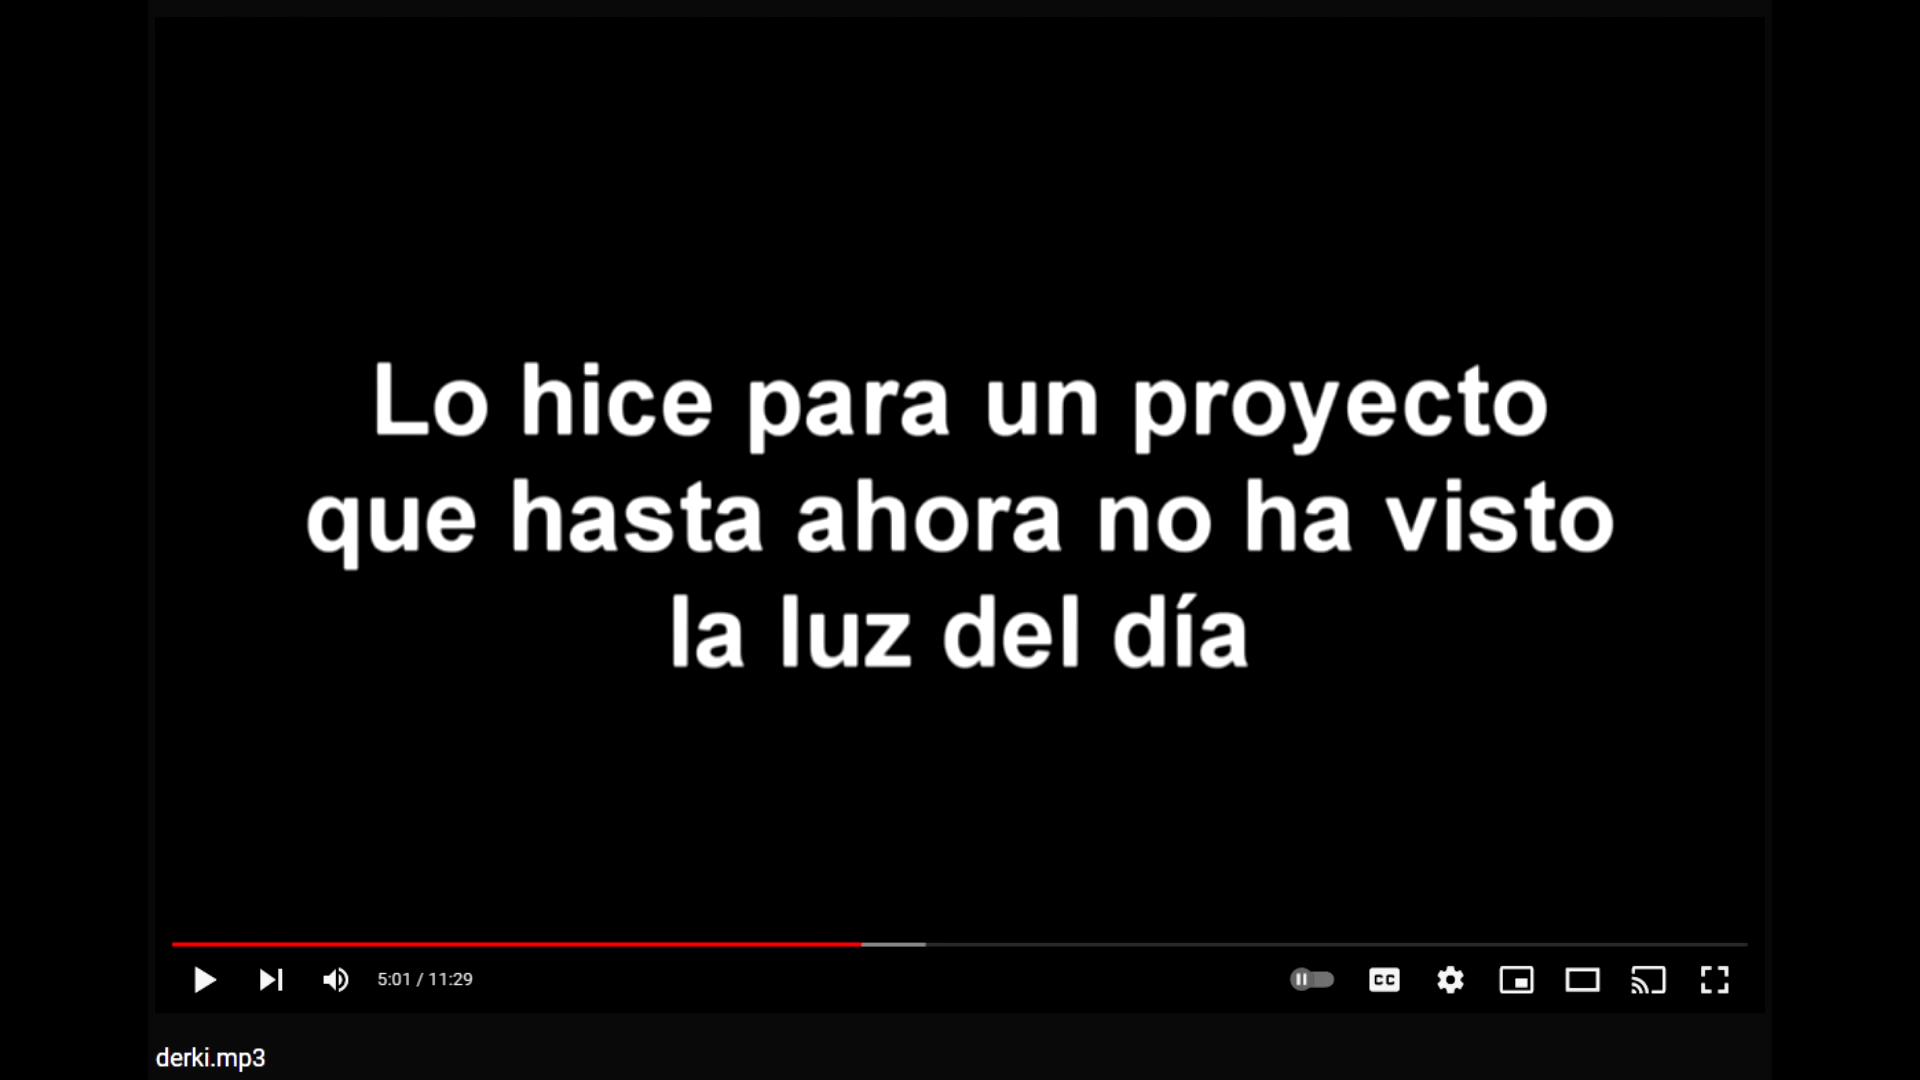 Lo hice para un proyecto
que hasta ahora no ha visto
la luz del día
5:01 / 11:29
CC
derki.mp3